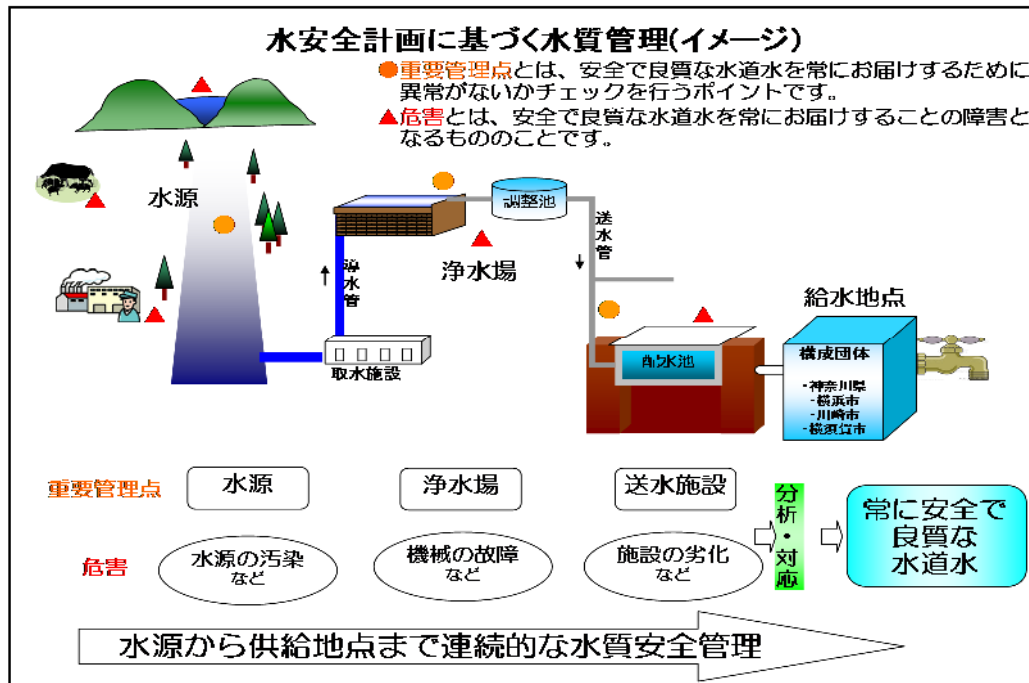 水安全計画に基づく水質管理(イメージ)
●重要管理点とは、安全で良質な水道水を常にお届けするために
異常がないかチェックを行うポイントです。
▲危害とは、安全で良質な水道水を常にお届けすることの障害と
なるもののことです。
水源
導水管
取水施設
浄水場
調整池
送水管
配水池
給水地点
構成団体
・神奈川県
・横浜市
・川崎市
・横須賀市
重要管理点
水源
浄水場
送水施設
危害
水源の汚染
など
機械の故障
など
施設の劣化
など
分析・対応
常に安全で
良質な
水道水
水源から供給地点まで連続的な水質安全管理